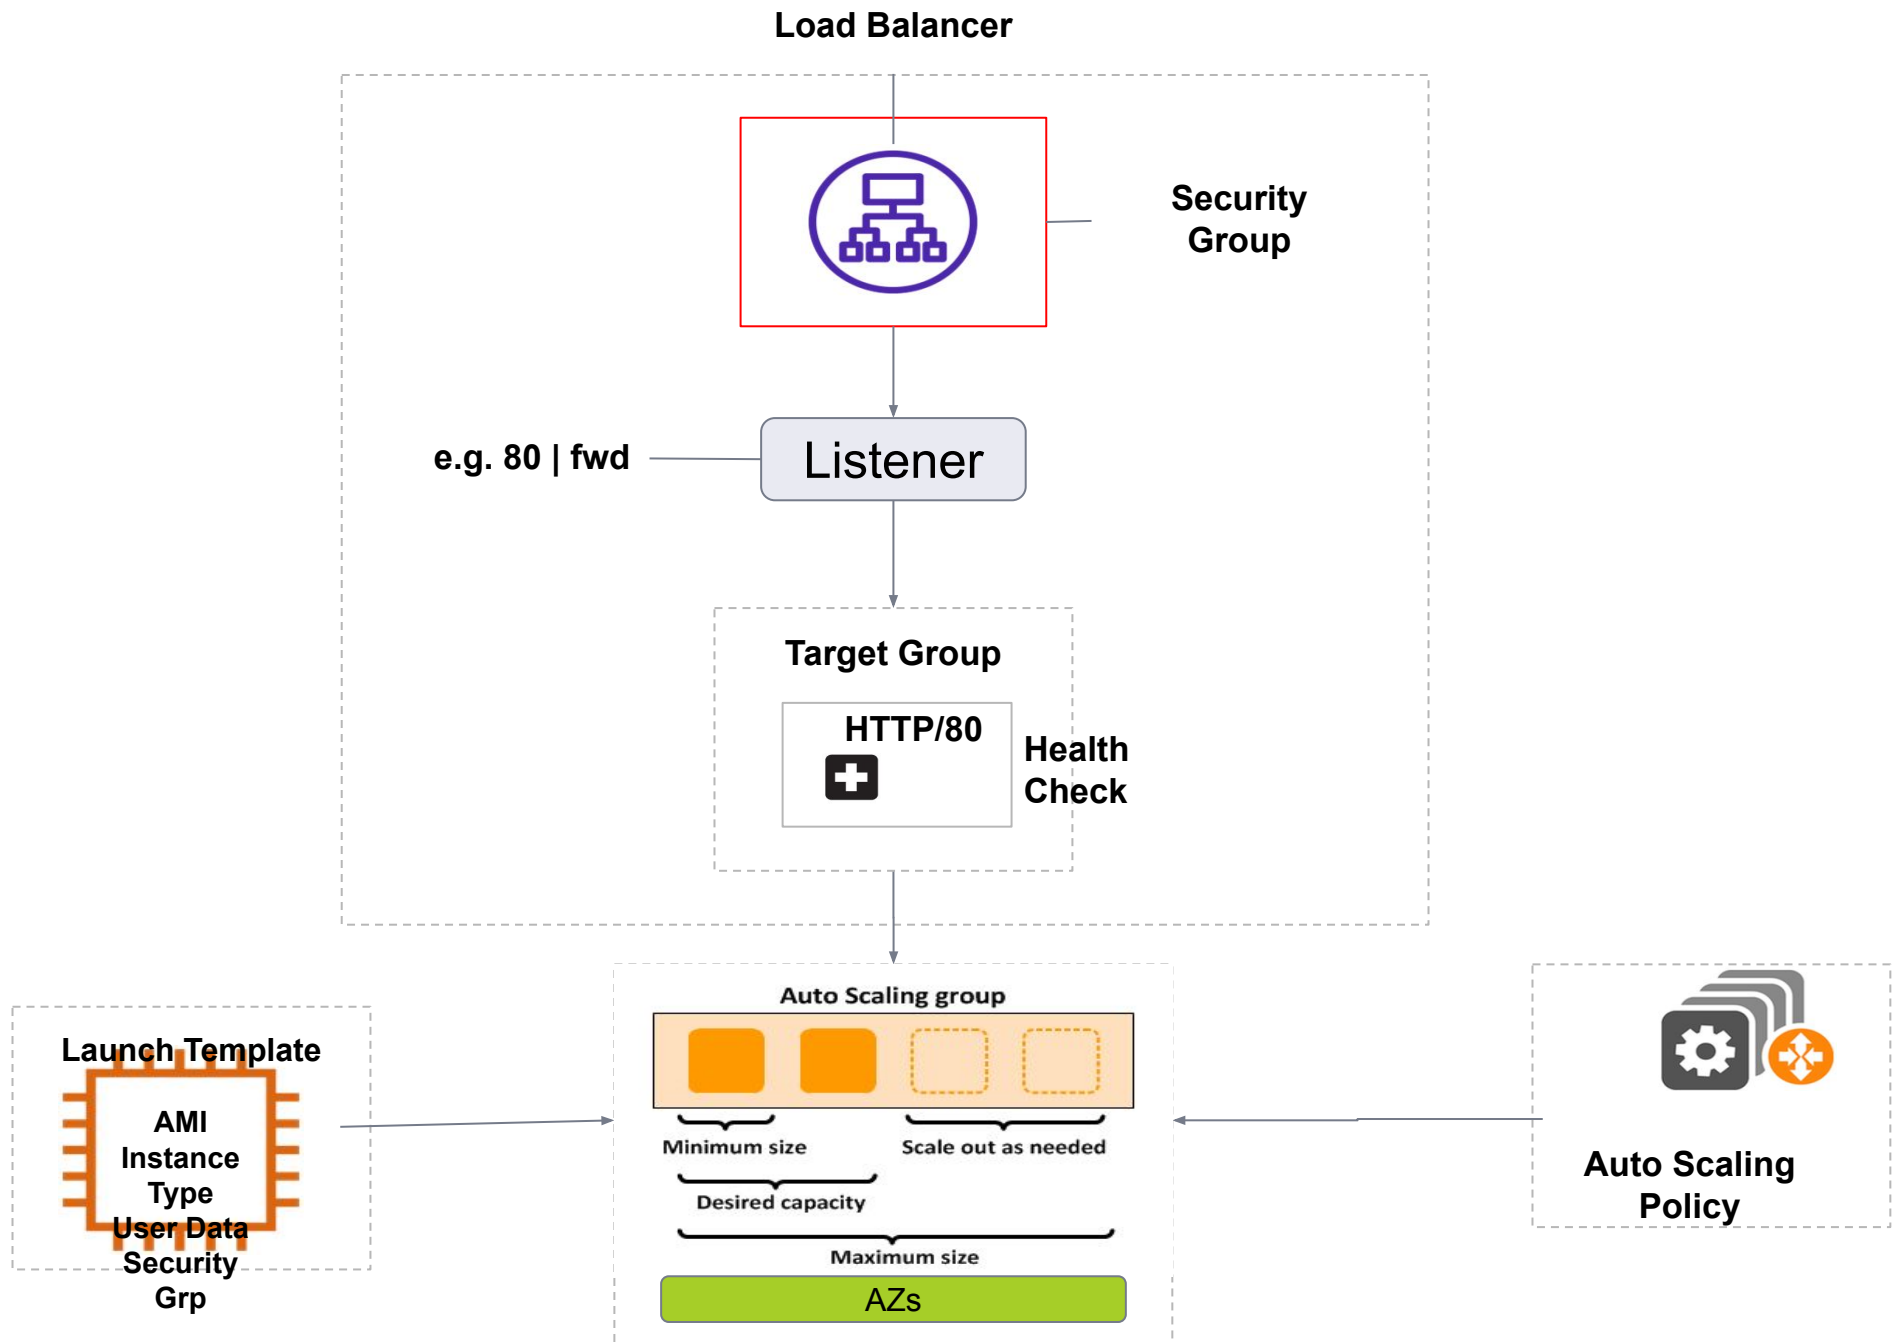 Load Balancer
Security
Group
e.g. 80 | fwd
Listener
Target Group
HTTP/80
Health
Check
Auto Scaling group
Minimum size
Scale out as needed
Desired capacity
Maximum size
AZs
Launch Template
AMI
Instance
Type
User Data
Security
Grp
Auto Scaling
Policy